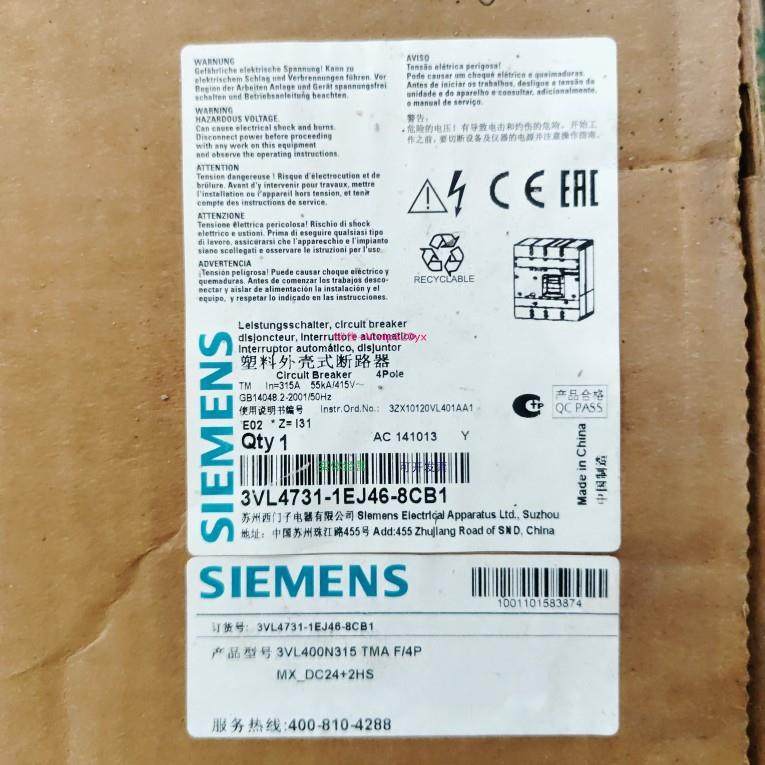 WARNUNG
Gefährliche elektrische Spannung! Kann zu
elektrischem Schlag und Verbrennungen führen. Vor
Beginn der Arbeiten Anlage und Gerät spannungsfrei
schalten und Betriebsanleitung beachten.
WARNING
HAZARDOUS VOLTAGE.
Can cause electrical shock and burns.
Disconnect power before proceeding
with any work on this equipment
and observe the operating instructions.
ATTENTION
Tension dangereuse ! Risque d'électrocution et de
brûlure. Avant d'y intervenir pour travaux, mettre
l'installation ou l'appareil hors tension, et tenir
compte des instructions de service.
ATTENZIONE
Tensione elettrica pericolosa! Rischio di shock
elettrico e ustioni. Prima di eseguire qualsiasi tipo
di lavoro, assicerarsi che l'apparecchio e l'impianto
siano scollegati e osservare le istruzioni per l'uso.
ADVERTENCIA
¡Tensión peligrosa! Puede causar choque eléctrico y
quemaduras. Antes de comenzar los trabajos desco-
nectar y aislar de alimentación la instalación y el
equipo, y respetar lo indicado en las instrucciones.
AVISO
Tensão elétrica perigosa!
Pode causar um choque elétrico e queimaduras.
Antes de iniciar os trabalhos, desligos a tensão da
unidade e do aparelho e consultar, adicionalmente,
o manual de serviço.
警告:
危险的电压! 有导致电击和灼伤的危险。开始工
作之前, 要切断设备及仪器的电源并注意操作指南。
CE EAC
RECYCLABLE
SIEMENS
Leistungsschalter, circuit breaker
disjoncteur, Interruttore automatico
Interruptor automático, disjuntor
塑料外壳式断路器
Circuit Breaker 4Pole
TM In=315A 55kA/415V~
GB14048.2-2001/50Hz
使用说明书编号 Instr.Ord.No.: 3ZX10120VL401AA1
E02 * Z= I31
Qty 1 AC 141013 Y
可开发票
3VL4731-1EJ46-8CB1
苏州西门子电器有限公司 Siemens Electrical Apparatus Ltd., Suzhou
地址: 中国苏州珠江路455号 Add:455 Zhujiang Road of SND, China
产品合格
QC PASS
Made in China
中国制造
SIEMENS
1001101583874
订货号: 3VL4731-1EJ46-8CB1
产品型号 3VL400N315 TMA F/4P
MX_DC24+2HS
服务热线:400-810-4288